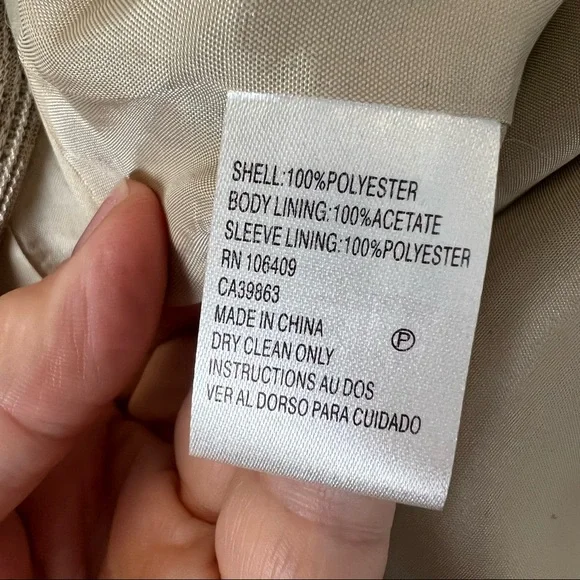 SHELL:100%POLYESTER
BODY LINING:100%ACETATE
SLEEVE LINING:100%POLYESTER
RN 106409
CA39863
MADE IN CHINA
P
DRY CLEAN ONLY
INSTRUCTIONS AU DOS
VER AL DORSO PARA CUIDADO